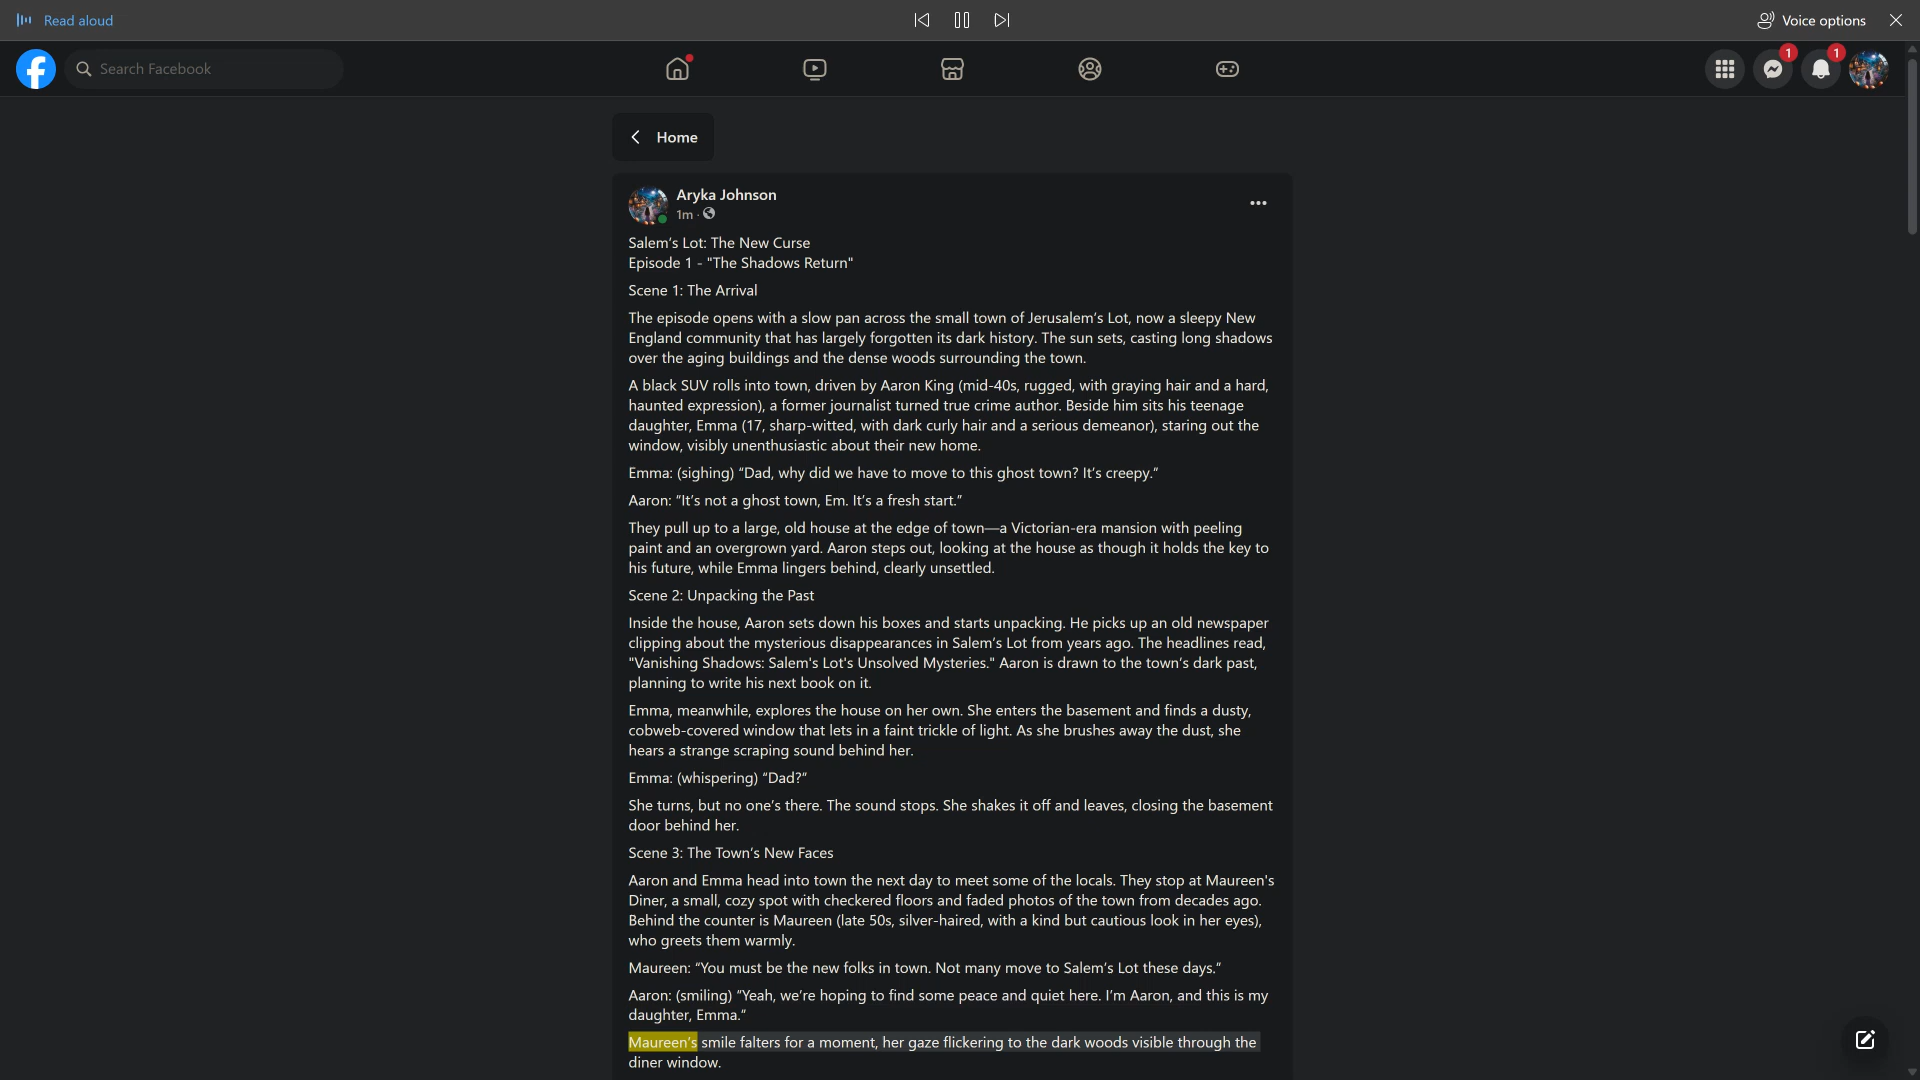 Read aloud
Voice options
Search Facebook
1
1
Home
Aryka Johnson
1m ·
Salem’s Lot: The New Curse
Episode 1 - "The Shadows Return"
Scene 1: The Arrival
The episode opens with a slow pan across the small town of Jerusalem’s Lot, now a sleepy New
England community that has largely forgotten its dark history. The sun sets, casting long shadows
over the aging buildings and the dense woods surrounding the town.
A black SUV rolls into town, driven by Aaron King (mid-40s, rugged, with graying hair and a hard,
haunted expression), a former journalist turned true crime author. Beside him sits his teenage
daughter, Emma (17, sharp-witted, with dark curly hair and a serious demeanor), staring out the
window, visibly unenthusiastic about their new home.
Emma: (sighing) “Dad, why did we have to move to this ghost town? It’s creepy.”
Aaron: “It’s not a ghost town, Em. It’s a fresh start.”
They pull up to a large, old house at the edge of town—a Victorian-era mansion with peeling
paint and an overgrown yard. Aaron steps out, looking at the house as though it holds the key to
his future, while Emma lingers behind, clearly unsettled.
Scene 2: Unpacking the Past
Inside the house, Aaron sets down his boxes and starts unpacking. He picks up an old newspaper
clipping about the mysterious disappearances in Salem’s Lot from years ago. The headlines read,
"Vanishing Shadows: Salem's Lot's Unsolved Mysteries." Aaron is drawn to the town’s dark past,
planning to write his next book on it.
Emma, meanwhile, explores the house on her own. She enters the basement and finds a dusty,
cobweb-covered window that lets in a faint trickle of light. As she brushes away the dust, she
hears a strange scraping sound behind her.
Emma: (whispering) “Dad?”
She turns, but no one’s there. The sound stops. She shakes it off and leaves, closing the basement
door behind her.
Scene 3: The Town’s New Faces
Aaron and Emma head into town the next day to meet some of the locals. They stop at Maureen's
Diner, a small, cozy spot with checkered floors and faded photos of the town from decades ago.
Behind the counter is Maureen (late 50s, silver-haired, with a kind but cautious look in her eyes),
who greets them warmly.
Maureen: “You must be the new folks in town. Not many move to Salem’s Lot these days.”
Aaron: (smiling) “Yeah, we’re hoping to find some peace and quiet here. I’m Aaron, and this is my
daughter, Emma.”
Maureen’s smile falters for a moment, her gaze flickering to the dark woods visible through the
diner window.